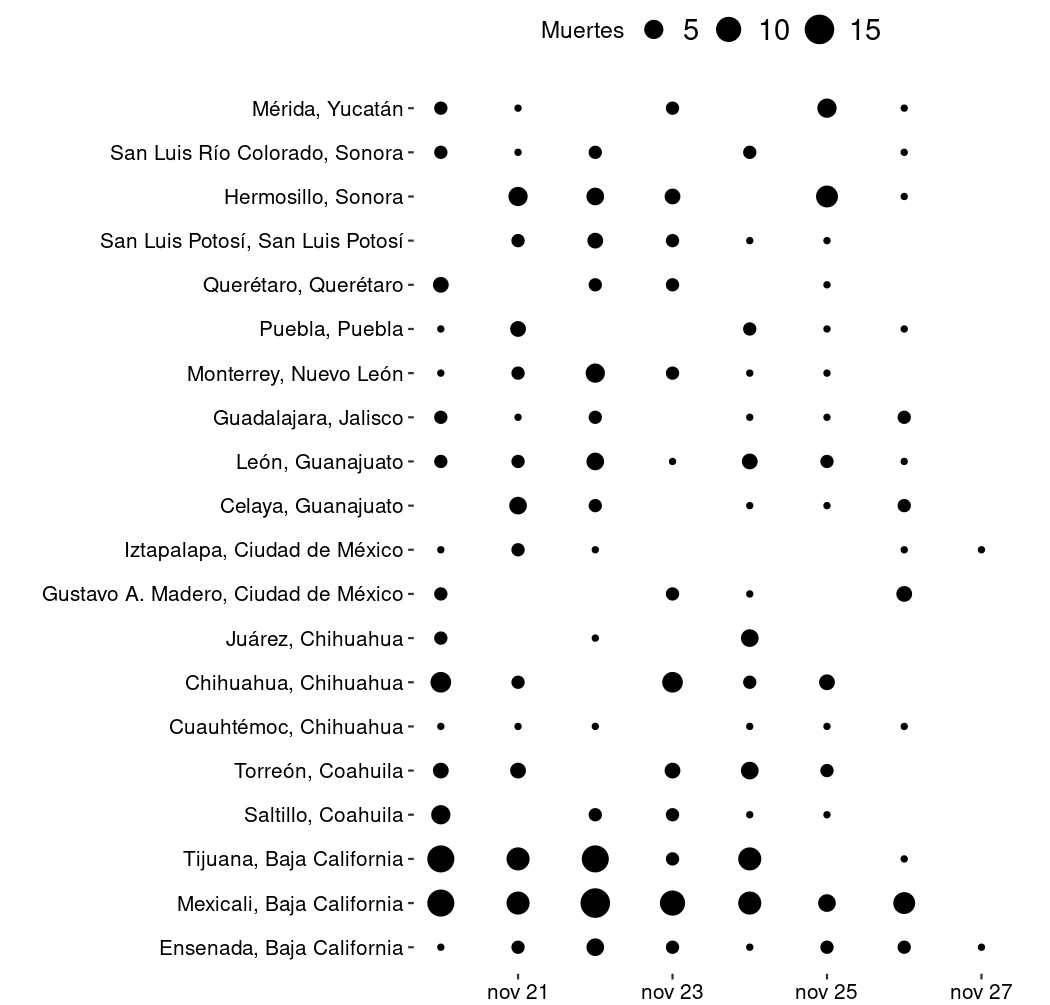 Muertes 5 10 15
Mérida, Yucatán
San Luis Río Colorado, Sonora
Hermosillo, Sonora
San Luis Potosí, San Luis Potosí
Querétaro, Querétaro
Puebla, Puebla
Monterrey, Nuevo León
Guadalajara, Jalisco
León, Guanajuato
Celaya, Guanajuato
Iztapalapa, Ciudad de México
Gustavo A. Madero, Ciudad de México
Juárez, Chihuahua
Chihuahua, Chihuahua
Cuauhtémoc, Chihuahua
Torreón, Coahuila
Saltillo, Coahuila
Tijuana, Baja California
Mexicali, Baja California
Ensenada, Baja California
nov 21 nov 23 nov 25 nov 27